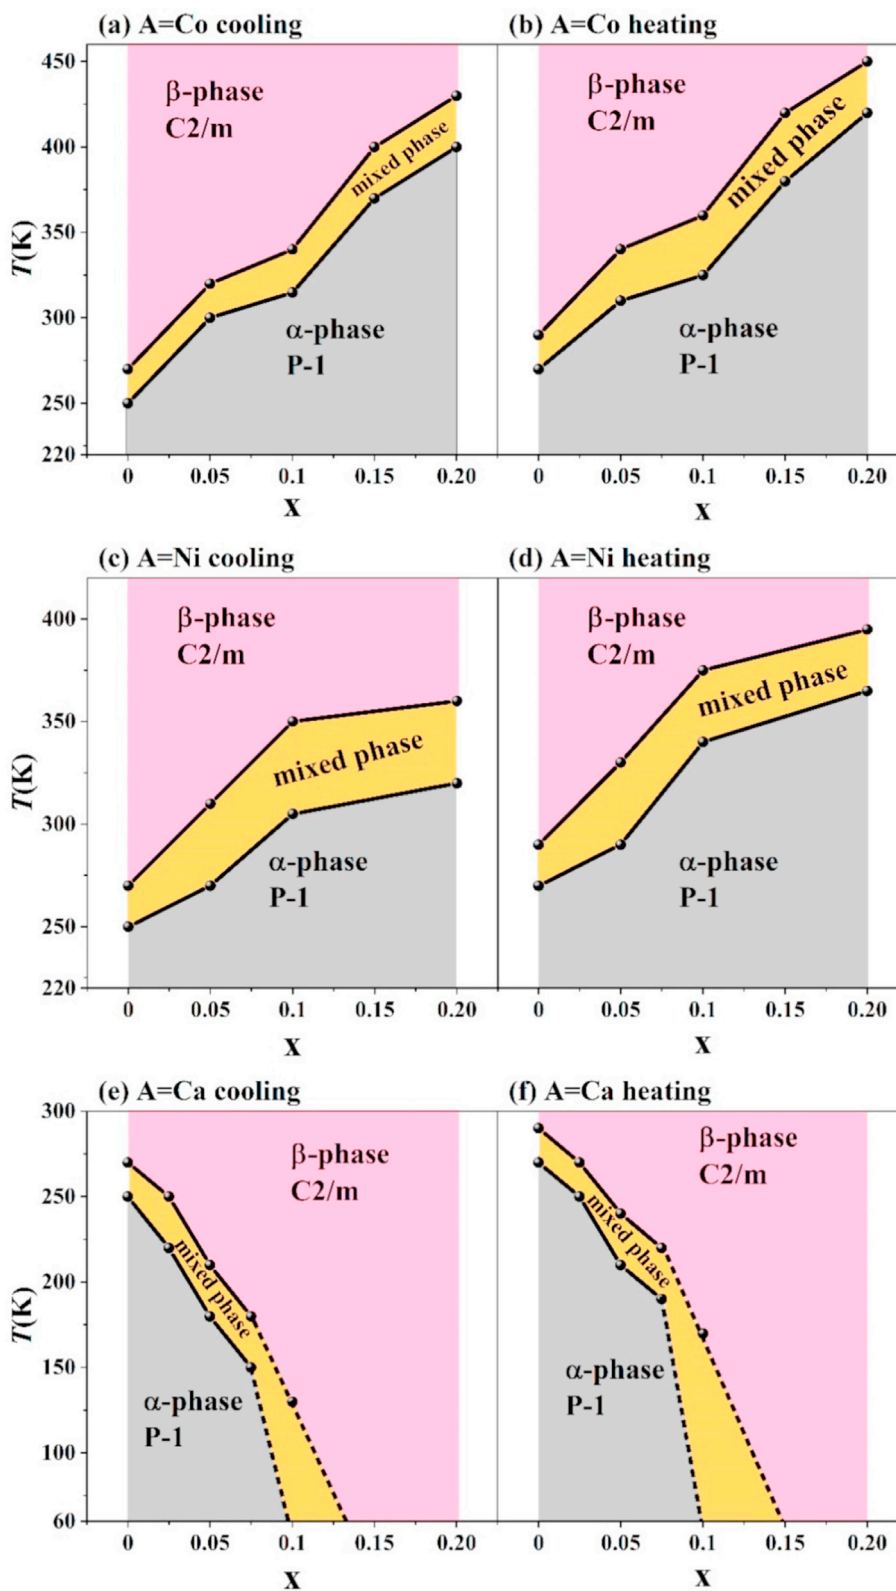 (a) A=Co cooling
(b) A=Co heating
450
400
350
300
250
220
T(K)
β-phase
C2/m
mixed phase
α-phase
P-1
β-phase
C2/m
mixed phase
α-phase
P-1
0 0.05 0.1 0.15 0.20
0 0.05 0.1 0.15 0.20
X
X
(c) A=Ni cooling
(d) A=Ni heating
400
350
300
250
220
T(K)
β-phase
C2/m
mixed phase
α-phase
P-1
β-phase
C2/m
mixed phase
α-phase
P-1
0 0.05 0.1 0.15 0.20
0 0.05 0.1 0.15 0.20
X
X
(e) A=Ca cooling
(f) A=Ca heating
300
250
200
150
100
60
T(K)
β-phase
C2/m
mixed phase
α-phase
P-1
β-phase
C2/m
mixed phase
α-phase
P-1
0 0.05 0.1 0.15 0.20
0 0.05 0.1 0.15 0.20
X
X